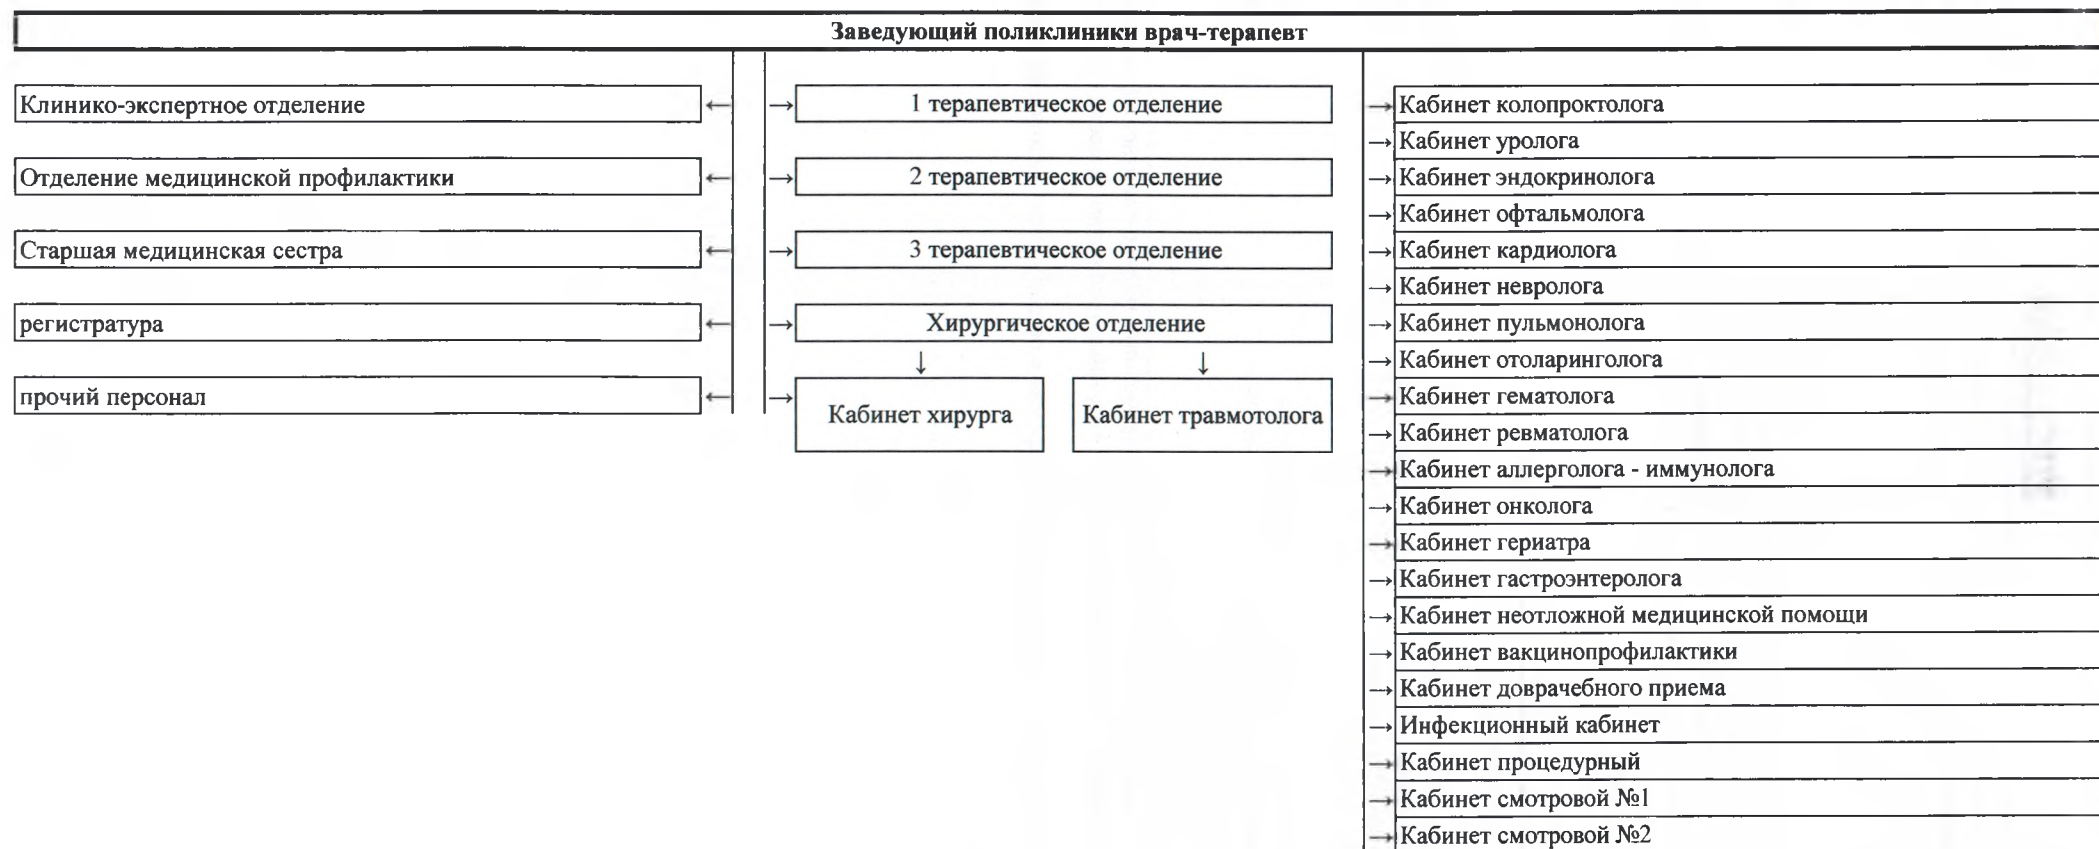 Заведующий поликлиники врач-терапевт
Клинико-экспертное отделение
Отделение медицинской профилактики
Старшая медицинская сестра
регистратура
прочий персонал
1 терапевтическое отделение
2 терапевтическое отделение
3 терапевтическое отделение
Хирургическое отделение
Кабинет хирурга
Кабинет травмотолога
Кабинет колопроктолога
Кабинет уролога
Кабинет эндокринолога
Кабинет офтальмолога
Кабинет кардиолога
Кабинет невролога
Кабинет пульмонолога
Кабинет отоларинголога
Кабинет гематолога
Кабинет ревматолога
Кабинет аллерголога - иммунолога
Кабинет онколога
Кабинет гериатра
Кабинет гастроэнтеролога
Кабинет неотложной медицинской помощи
Кабинет вакцинопрофилактики
Кабинет доврачебного приема
Инфекционный кабинет
Кабинет процедурный
Кабинет смотровой №1
Кабинет смотровой №2